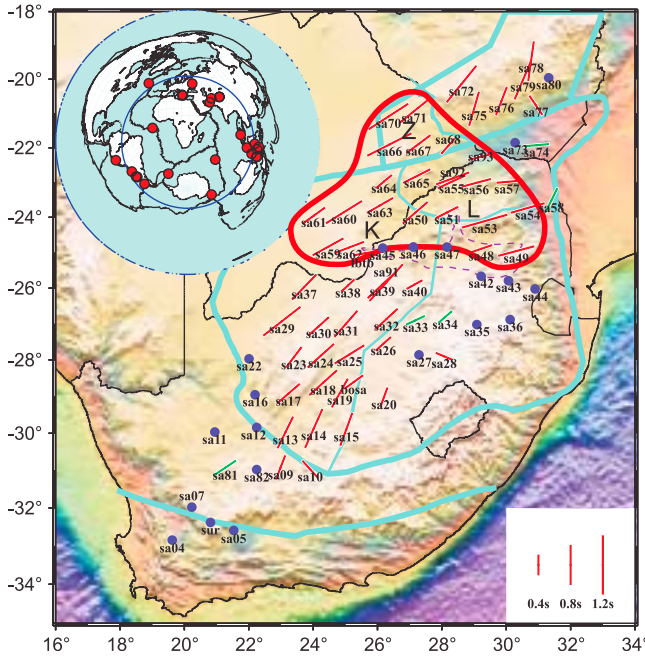 -18°
-20°
-22°
-24°
-26°
-28°
-30°
-32°
-34°
16°
18°
20°
22°
24°
26°
28°
30°
32°
34°
sa78
sa72
sa79
sa80
sa76
sa75
sa77
sa71
sa70
Z
sa68
sa73
sa66
sa67
sa74
sa93
sa92
sa65
sa64
sa55
sa56
sa57
sa58
L
sa63
sa60
sa50
sa51
sa54
sa61
K
sa53
sa59
sa62
sa45
sa46
sa47
sa48
sa49
lbtb
sa91
sa42
sa43
sa37
sa38
sa39
sa40
sa44
sa29
sa30
sa31
sa32
sa33
sa34
sa35
sa36
sa22
sa23
sa24
sa25
sa26
sa27
sa28
sa16
sa17
sa18
bosa
sa19
sa20
sa11
sa12
sa13
sa14
sa15
sa81
sa82
sa09
sa10
sa07
sur
sa04
sa05
0.4s
0.8s
1.2s